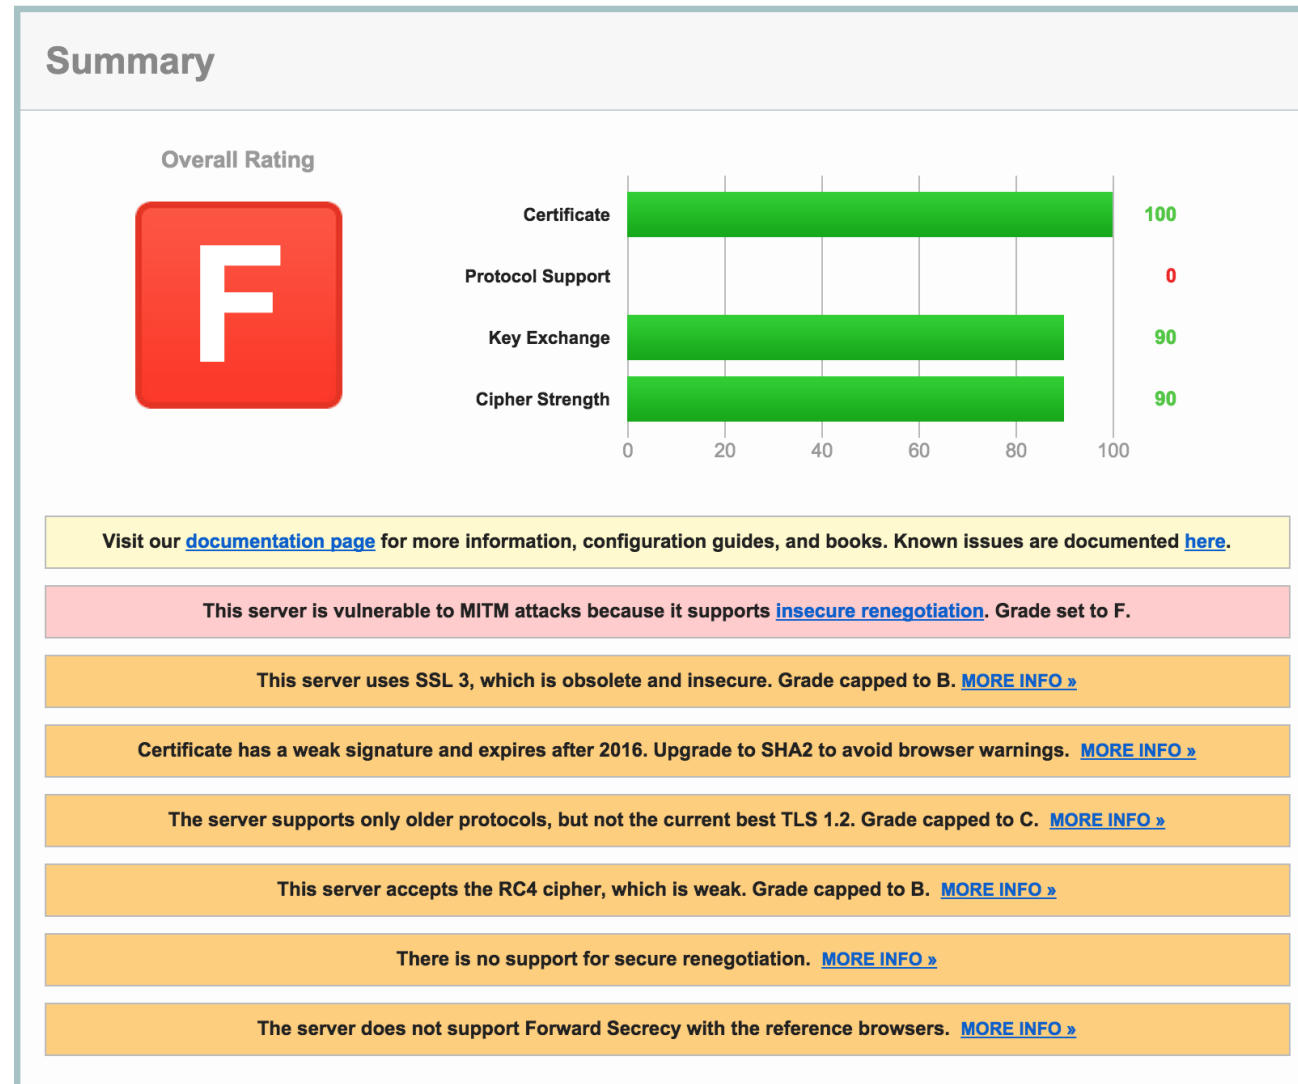 Summary
Overall Rating
F
Certificate 100
Protocol Support 0
Key Exchange 90
Cipher Strength 90
0 20 40 60 80 100
Visit our documentation page for more information, configuration guides, and books. Known issues are documented here.
This server is vulnerable to MITM attacks because it supports insecure renegotiation. Grade set to F.
This server uses SSL 3, which is obsolete and insecure. Grade capped to B. MORE INFO »
Certificate has a weak signature and expires after 2016. Upgrade to SHA2 to avoid browser warnings. MORE INFO »
The server supports only older protocols, but not the current best TLS 1.2. Grade capped to C. MORE INFO »
This server accepts the RC4 cipher, which is weak. Grade capped to B. MORE INFO »
There is no support for secure renegotiation. MORE INFO »
The server does not support Forward Secrecy with the reference browsers. MORE INFO »